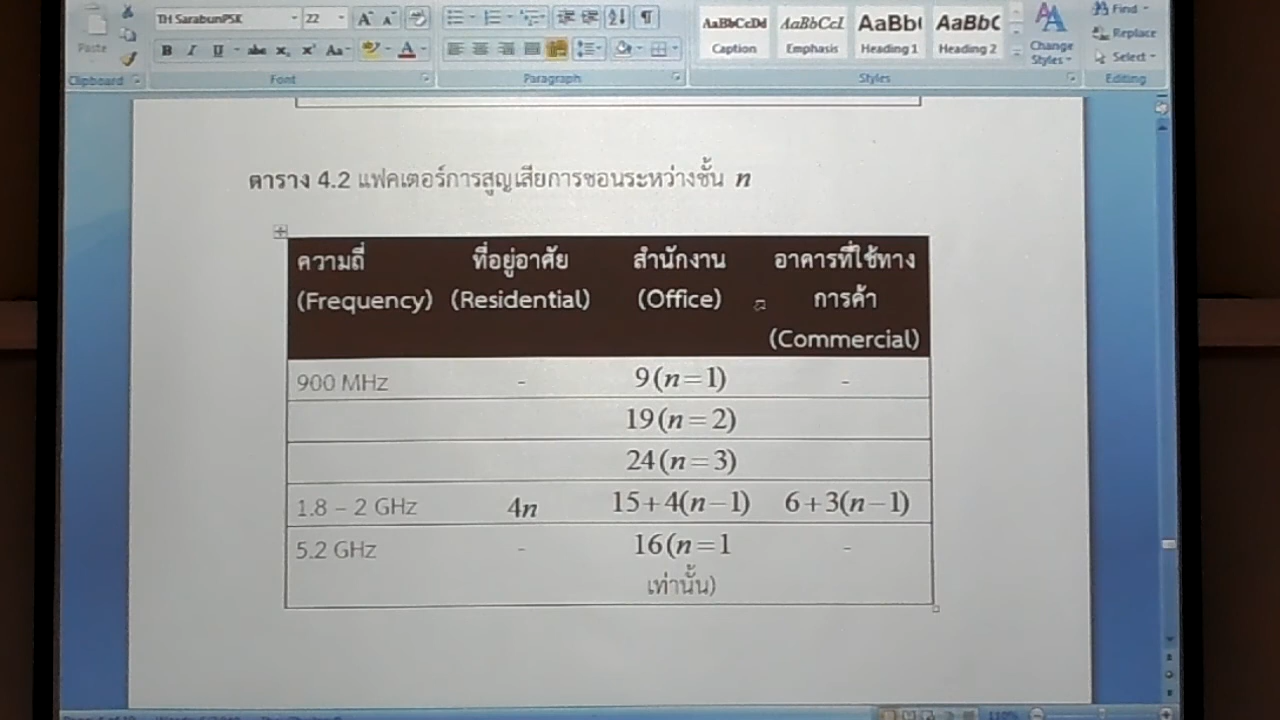 TH SarabunPSK 22 A A Find
Paste B I U abc x₂ x² Aa A ¶ AaBbCcDd AaBbCcL AaBbC AaBbC Replace
Caption Emphasis Heading 1 Heading 2 Change Styles Select
Clipboard Font Paragraph Styles Editing
ตาราง 4.2 แฟคเตอร์การสูญเสียการชอนระหว่างชั้น n
ความถี่ ที่อยู่อาศัย สำนักงาน อาคารที่ใช้ทาง
(Frequency) (Residential) (Office) การค้า
(Commercial)
900 MHz - 9(n=1) -
19(n=2)
24(n=3)
1.8 – 2 GHz 4n 15+4(n−1) 6+3(n−1)
5.2 GHz - 16(n=1 -
เท่านั้น)